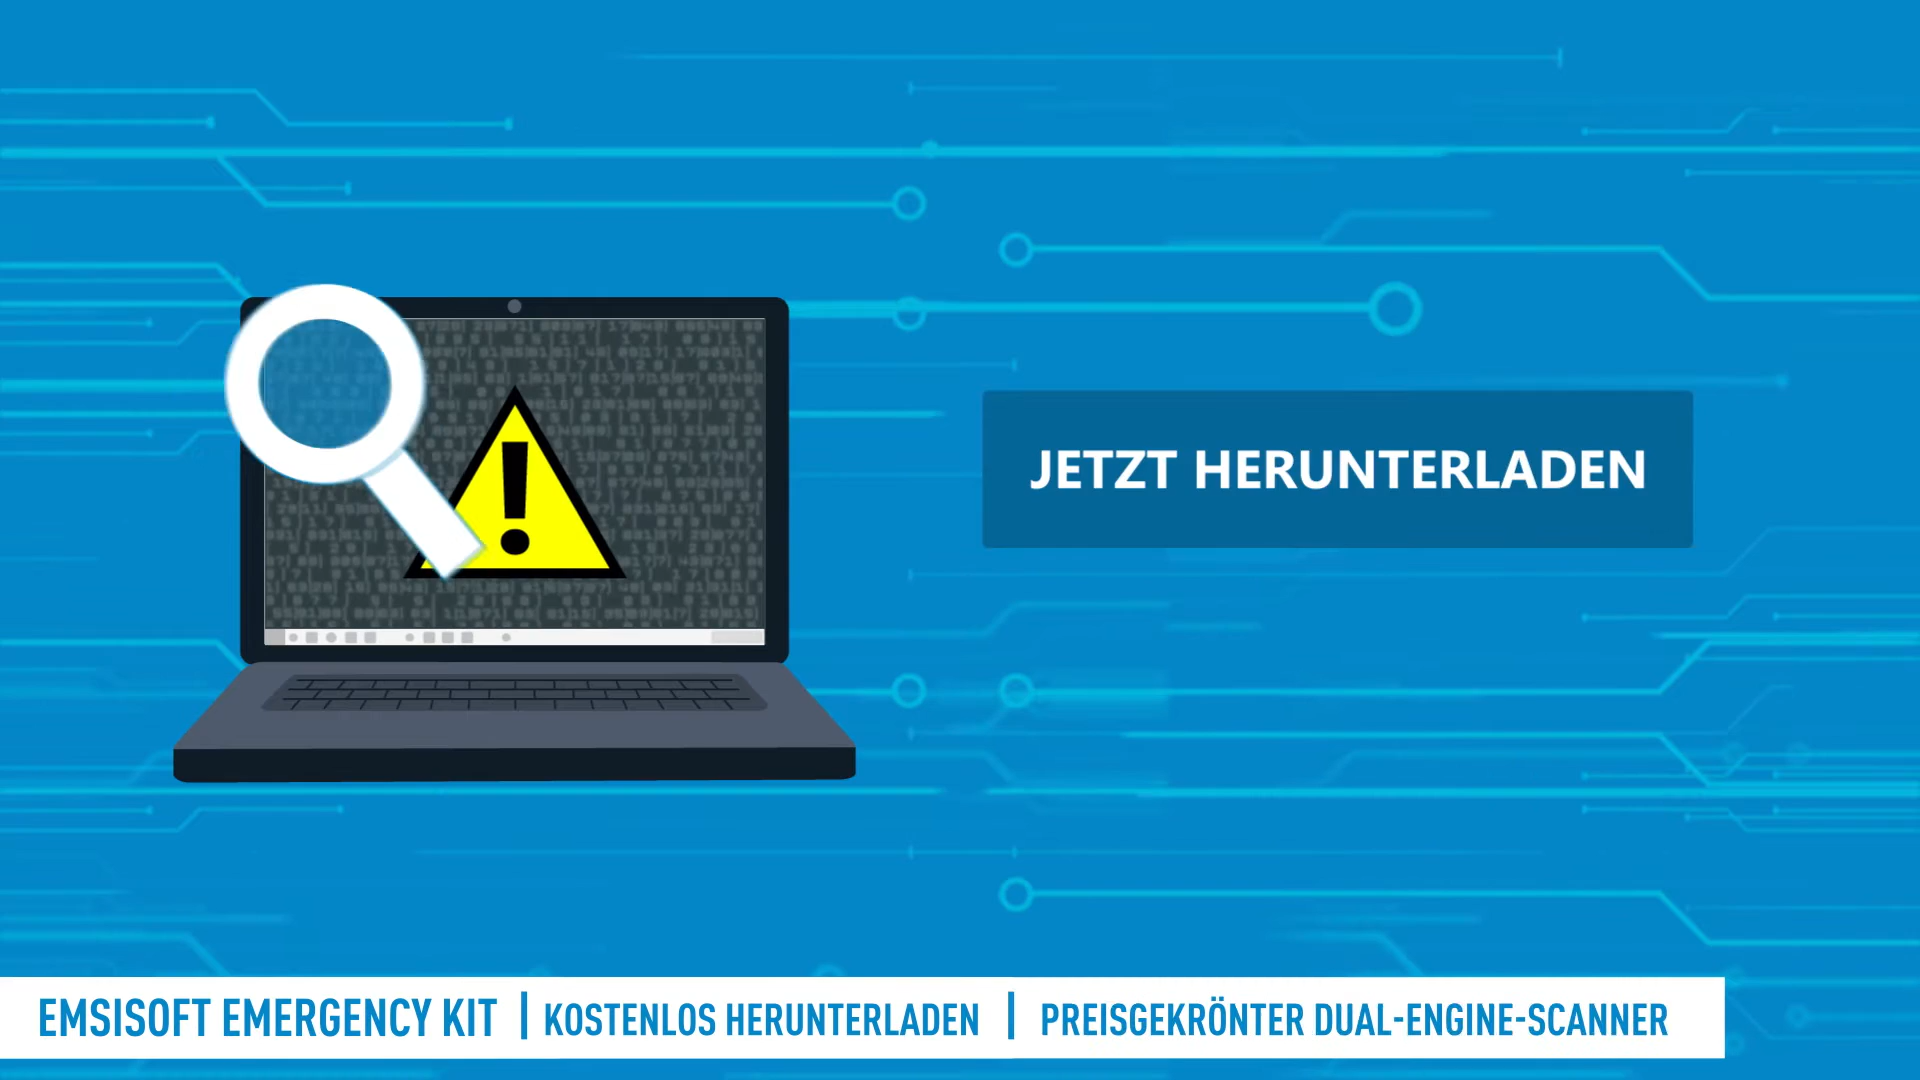 JETZT HERUNTERLADEN
EMSISOFT EMERGENCY KIT | KOSTENLOS HERUNTERLADEN | PREISGEKRÖNTER DUAL-ENGINE-SCANNER